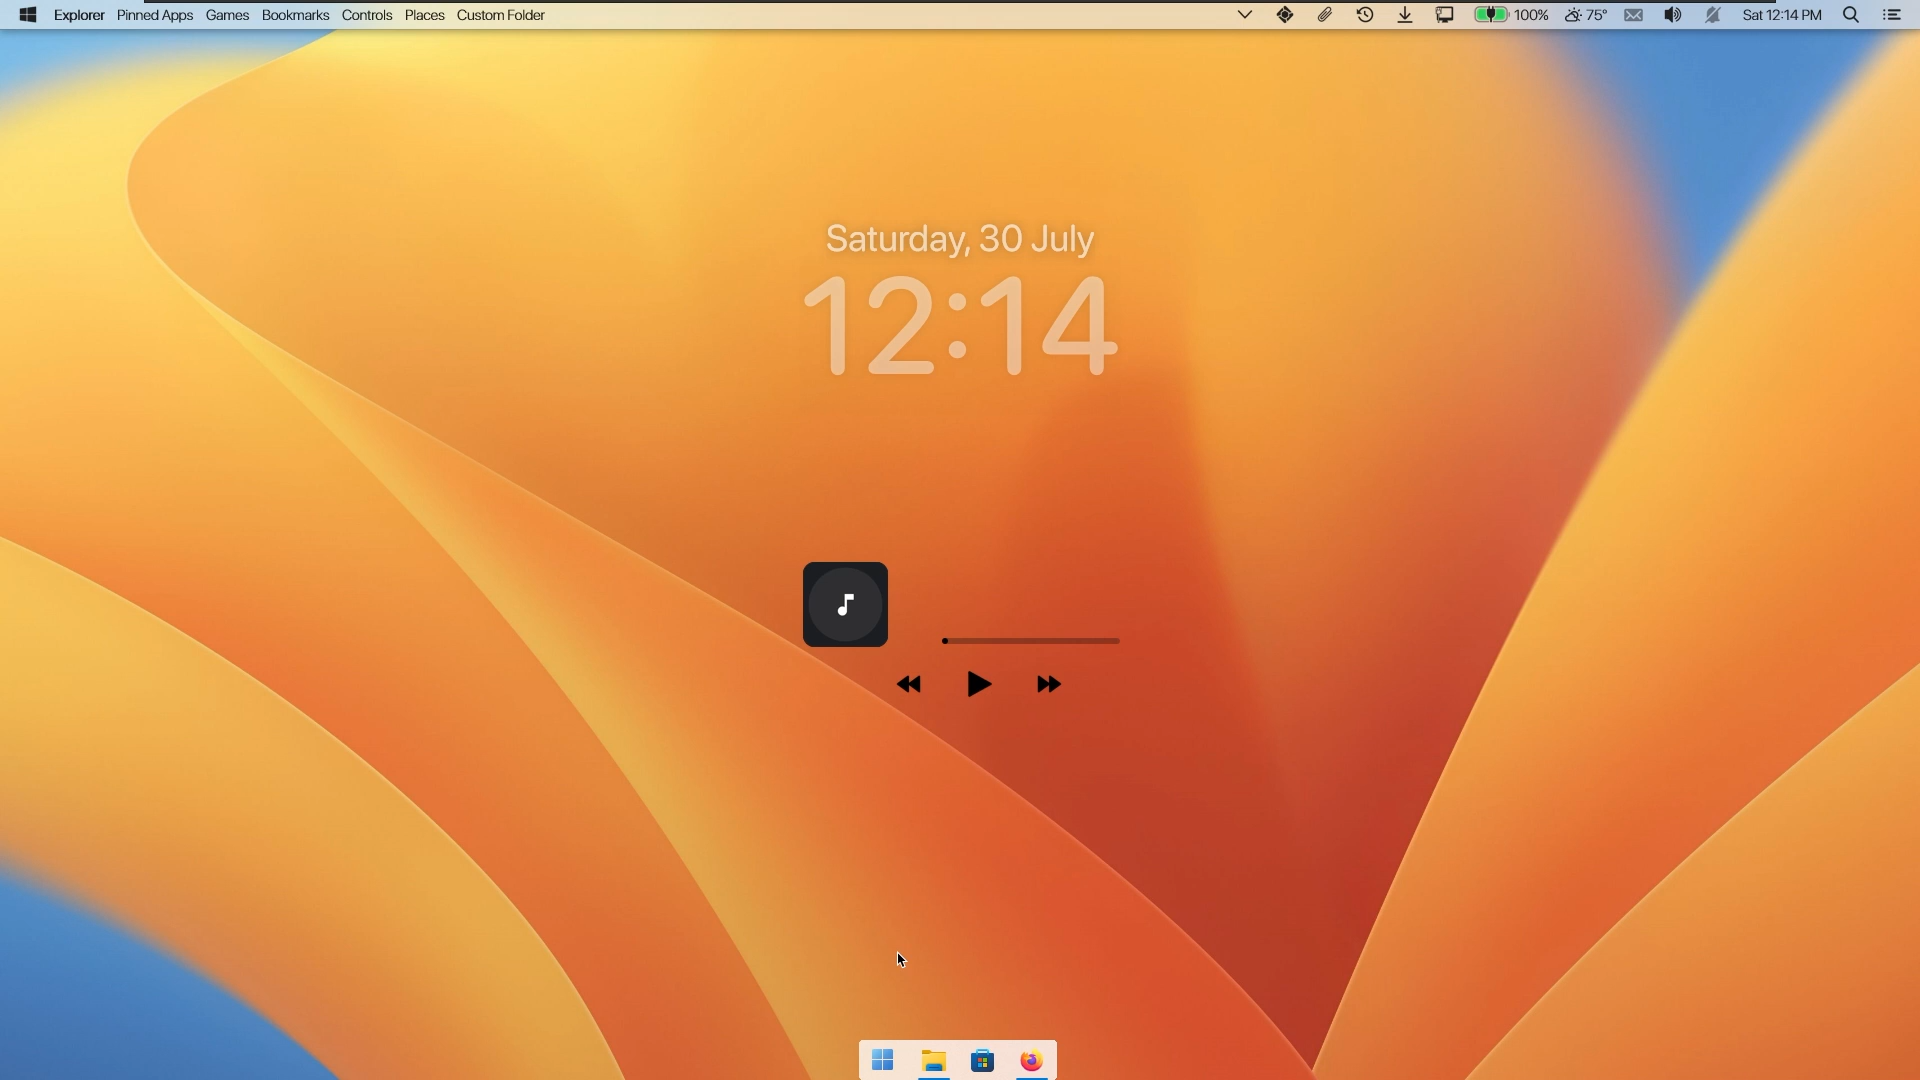 Explorer Pinned Apps Games Bookmarks Controls Places Custom Folder 100% 75° Sat 12:14 PM
Saturday, 30 July
12:14